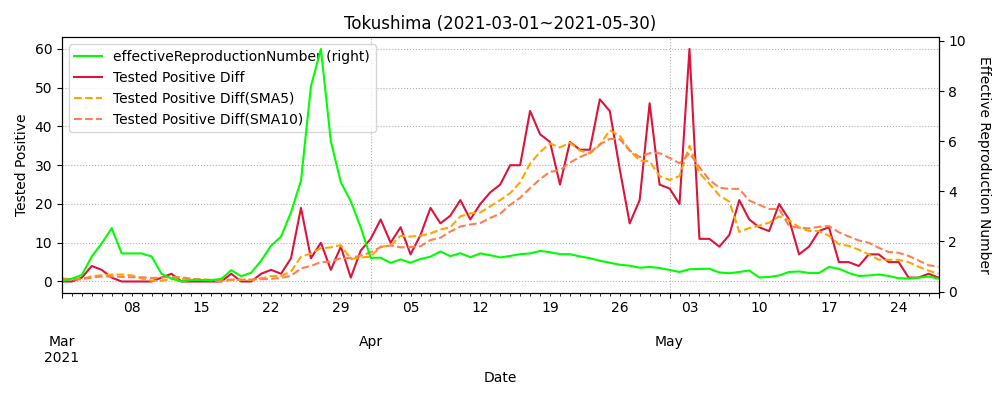 Tokushima (2021-03-01~2021-05-30)
effectiveReproductionNumber (right)
Tested Positive Diff
Tested Positive Diff(SMA5)
Tested Positive Diff(SMA10)
Tested Positive
60
50
40
30
20
10
0
Effective Reproduction Number
10
8
6
4
2
0
08 15 22 29 05 12 19 26 03 10 17 24
Mar Apr May
2021
Date